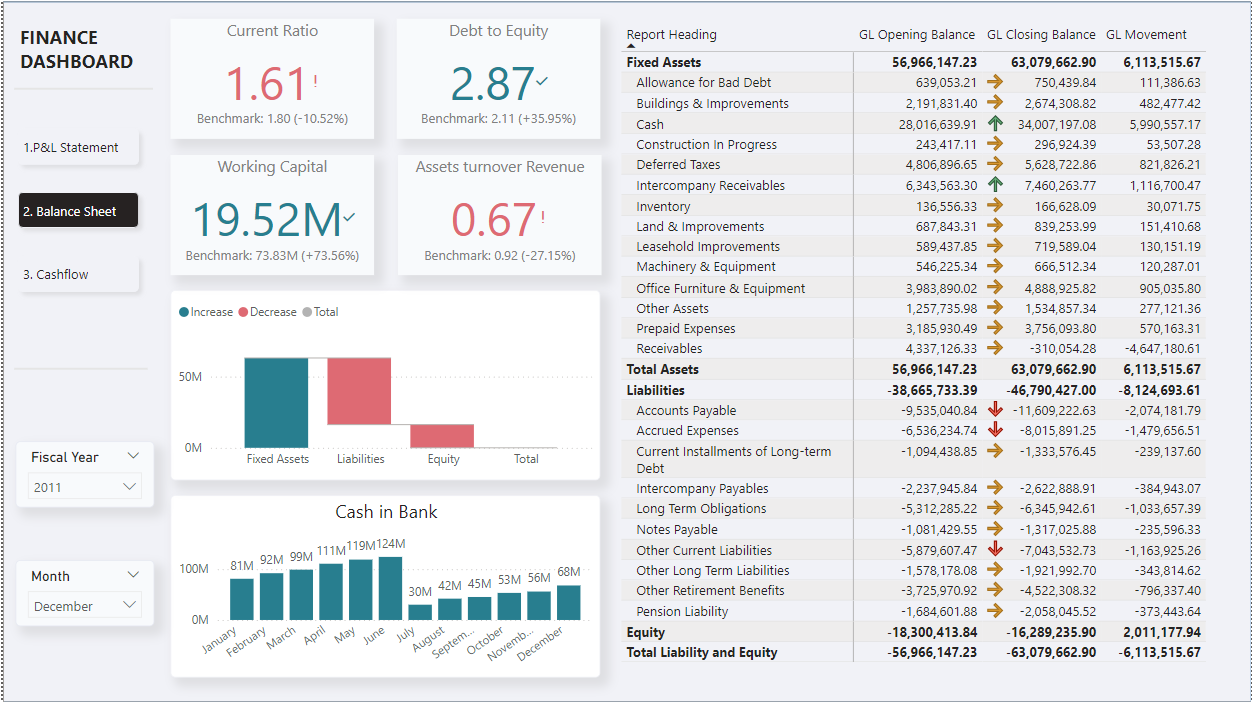 FINANCE
DASHBOARD
1.P&L Statement
2. Balance Sheet
3. Cashflow
Fiscal Year
2011
Month
December
Current Ratio
1.61!
Benchmark: 1.80 (-10.52%)
Debt to Equity
2.87✓
Benchmark: 2.11 (+35.95%)
Working Capital
19.52M✓
Benchmark: 73.83M (+73.56%)
Assets turnover Revenue
0.67!
Benchmark: 0.92 (-27.15%)
Increase Decrease Total
50M
0M
Fixed Assets Liabilities Equity Total
Cash in Bank
81M 92M 99M 111M 119M 124M 30M 42M 45M 53M 56M 68M
100M
0M
January February March April May June July August Septem... October Novemb... December
Report Heading GL Opening Balance GL Closing Balance GL Movement
Fixed Assets 56,966,147.23 63,079,662.90 6,113,515.67
Allowance for Bad Debt 639,053.21 750,439.84 111,386.63
Buildings & Improvements 2,191,831.40 2,674,308.82 482,477.42
Cash 28,016,639.91 34,007,197.08 5,990,557.17
Construction In Progress 243,417.11 296,924.39 53,507.28
Deferred Taxes 4,806,896.65 5,628,722.86 821,826.21
Intercompany Receivables 6,343,563.30 7,460,263.77 1,116,700.47
Inventory 136,556.33 166,628.09 30,071.75
Land & Improvements 687,843.31 839,253.99 151,410.68
Leasehold Improvements 589,437.85 719,589.04 130,151.19
Machinery & Equipment 546,225.34 666,512.34 120,287.01
Office Furniture & Equipment 3,983,890.02 4,888,925.82 905,035.80
Other Assets 1,257,735.98 1,534,857.34 277,121.36
Prepaid Expenses 3,185,930.49 3,756,093.80 570,163.31
Receivables 4,337,126.33 -310,054.28 -4,647,180.61
Total Assets 56,966,147.23 63,079,662.90 6,113,515.67
Liabilities -38,665,733.39 -46,790,427.00 -8,124,693.61
Accounts Payable -9,535,040.84 -11,609,222.63 -2,074,181.79
Accrued Expenses -6,536,234.74 -8,015,891.25 -1,479,656.51
Current Installments of Long-term
Debt -1,094,438.85 -1,333,576.45 -239,137.60
Intercompany Payables -2,237,945.84 -2,622,888.91 -384,943.07
Long Term Obligations -5,312,285.22 -6,345,942.61 -1,033,657.39
Notes Payable -1,081,429.55 -1,317,025.88 -235,596.33
Other Current Liabilities -5,879,607.47 -7,043,532.73 -1,163,925.26
Other Long Term Liabilities -1,578,178.08 -1,921,992.70 -343,814.62
Other Retirement Benefits -3,725,970.92 -4,522,308.32 -796,337.40
Pension Liability -1,684,601.88 -2,058,045.52 -373,443.64
Equity -18,300,413.84 -16,289,235.90 2,011,177.94
Total Liability and Equity -56,966,147.23 -63,079,662.90 -6,113,515.67